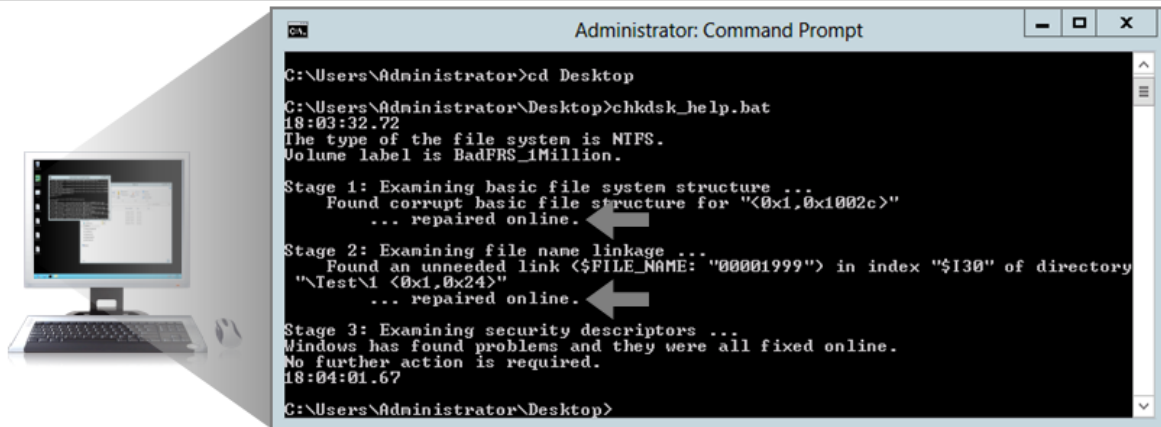 Administrator: Command Prompt
C:\Users\Administrator>cd Desktop
C:\Users\Administrator\Desktop>chkdsk_help.bat
18:03:32.72
The type of the file system is NTFS.
Volume label is BadFRS_1Million.
Stage 1: Examining basic file system structure ...
Found corrupt basic file structure for "<0x1,0x1002c>"
... repaired online.
Stage 2: Examining file name linkage ...
Found an unneeded link <$FILE_NAME: "00001999"> in index "$I30" of directory
"\Test\1 <0x1,0x24>"
... repaired online.
Stage 3: Examining security descriptors ...
Windows has found problems and they were all fixed online.
No further action is required.
18:04:01.67
C:\Users\Administrator\Desktop>